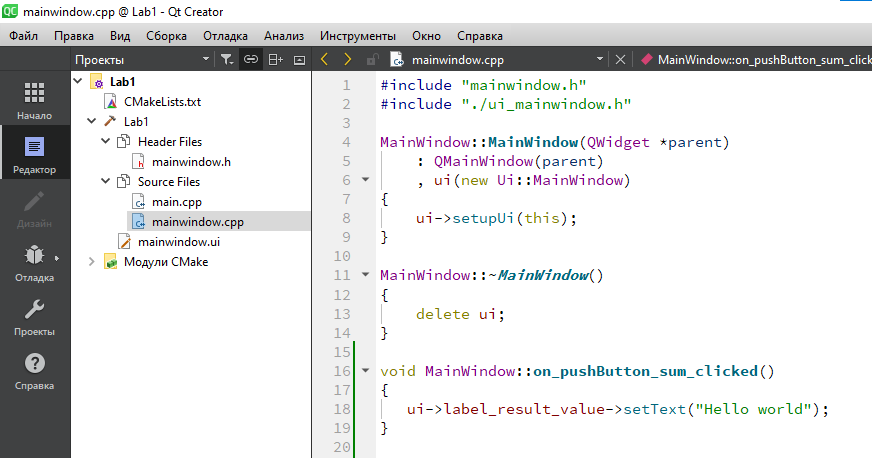 QC mainwindow.cpp @ Lab1 - Qt Creator
Файл Правка Вид Сборка Отладка Анализ Инструменты Окно Справка
Проекты
mainwindow.cpp
MainWindow::on_pushButton_sum_click
Начало
Редактор
Дизайн
Отладка
Проекты
Справка
Lab1
CMakeLists.txt
Lab1
Header Files
mainwindow.h
Source Files
main.cpp
mainwindow.cpp
mainwindow.ui
Модули CMake
1 #include "mainwindow.h"
2 #include "./ui_mainwindow.h"
3
4 MainWindow::MainWindow(QWidget *parent)
5 : QMainWindow(parent)
6 , ui(new Ui::MainWindow)
7 {
8 ui->setupUi(this);
9 }
10
11 MainWindow::~MainWindow()
12 {
13 delete ui;
14 }
15
16 void MainWindow::on_pushButton_sum_clicked()
17 {
18 ui->label_result_value->setText("Hello world");
19 }
20